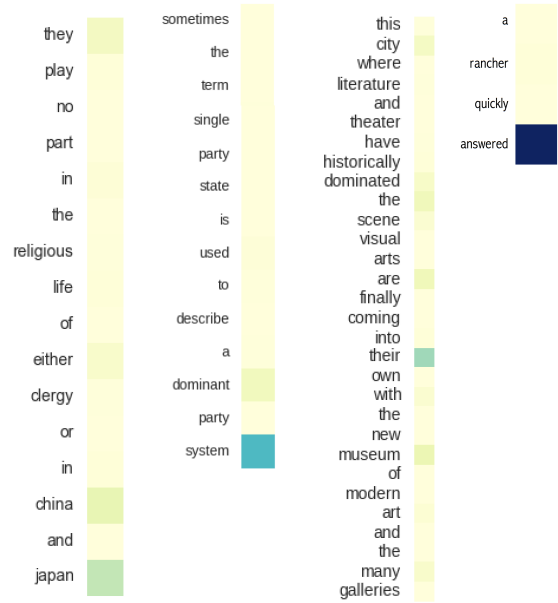 they
play
no
part
in
the
religious
life
of
either
clergy
or
in
china
and
japan
sometimes
the
term
single
party
state
is
used
to
describe
a
dominant
party
system
this
city
where
literature
and
theater
have
historically
dominated
the
scene
visual
arts
are
finally
coming
into
their
own
with
the
new
museum
of
modern
art
and
the
many
galleries
a
rancher
quickly
answered